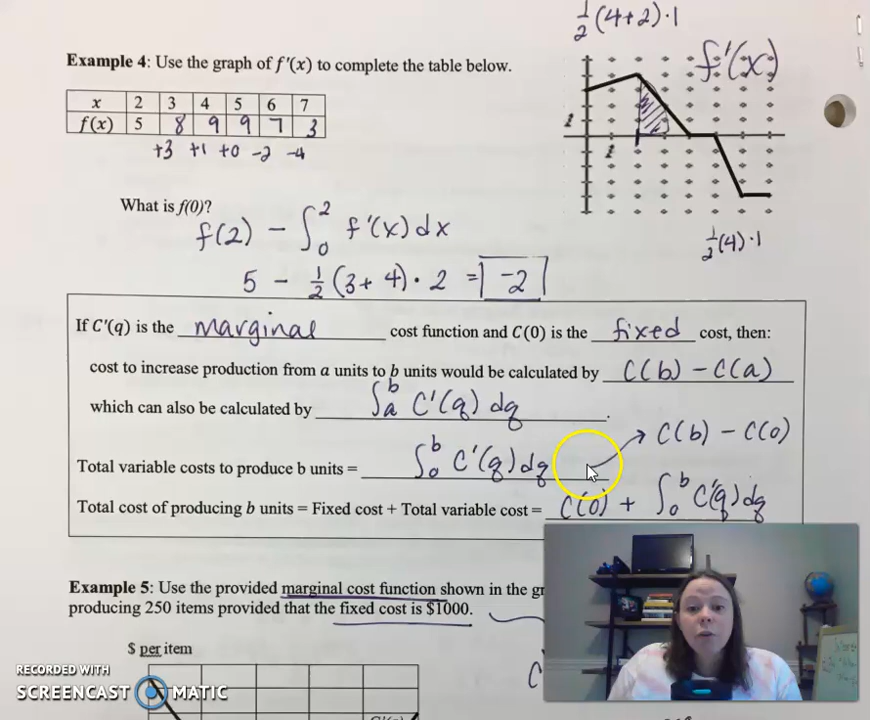 ½(4+2)·1
Example 4: Use the graph of f'(x) to complete the table below.
f'(x)
x 2 3 4 5 6 7
f(x) 5 8 9 9 7 3
+3 +1 +0 -2 -4
1
1
What is f(0)?
f(2) - ∫₀² f'(x)dx
½(4)·1
5 - ½(3+4)·2 = -2
If C'(q) is the marginal cost function and C(0) is the fixed cost, then:
cost to increase production from a units to b units would be calculated by C(b) - C(a)
which can also be calculated by ∫ₐᵇ C'(q) dq.
C(b) - C(0)
Total variable costs to produce b units = ∫₀ᵇ C'(q)dq
Total cost of producing b units = Fixed cost + Total variable cost = C(0) + ∫₀ᵇ C'(q)dq
Example 5: Use the provided marginal cost function shown in the
producing 250 items provided that the fixed cost is $1000.
$ per item
RECORDED WITH
SCREENCAST MATIC